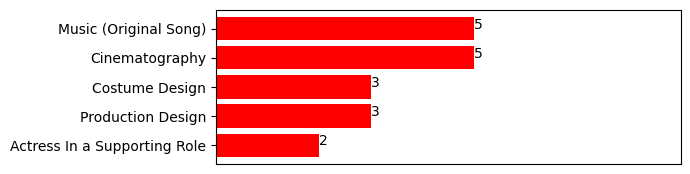 Music (Original Song) 5
Cinematography 5
Costume Design 3
Production Design 3
Actress In a Supporting Role 2